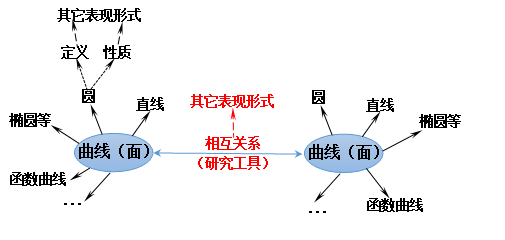 其它表现形式
定义
性质
圆
直线
椭圆等
曲线（面）
函数曲线
…
其它表现形式
相互关系
（研究工具）
圆
直线
椭圆等
曲线（面）
函数曲线
…